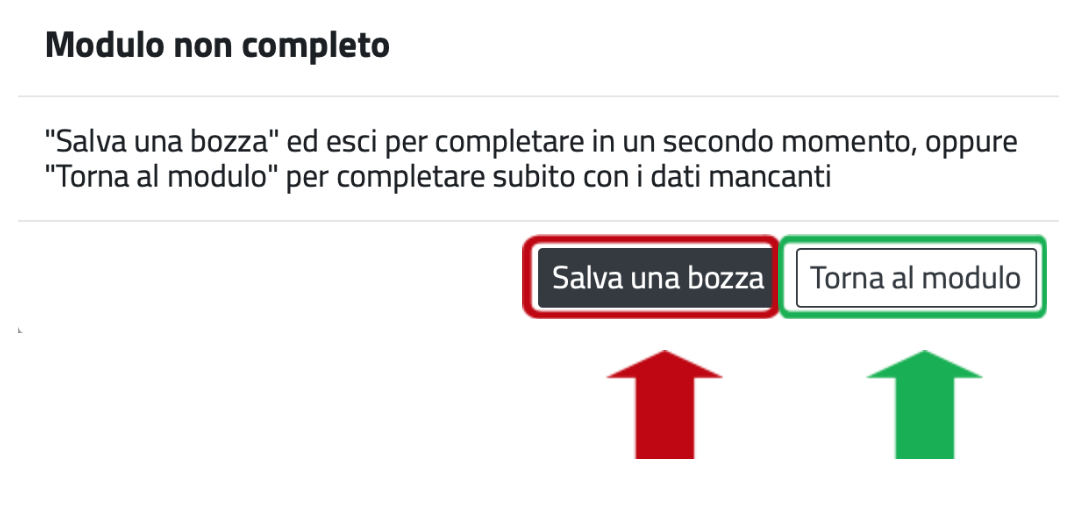 Modulo non completo
"Salva una bozza" ed esci per completare in un secondo momento, oppure
"Torna al modulo" per completare subito con i dati mancanti
Salva una bozza
Torna al modulo